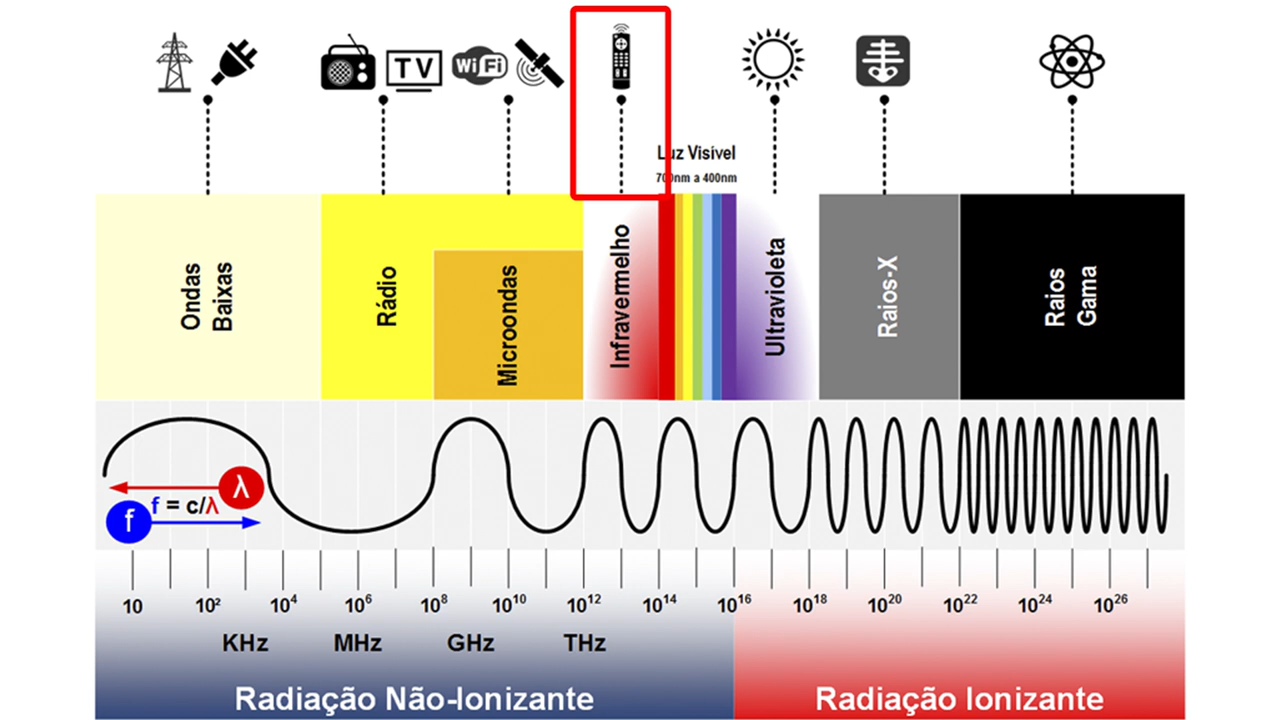 TV
WiFi
Luz Visível
700nm a 400nm
Ondas
Baixas
Rádio
Microondas
Infravermelho
Ultravioleta
Raios-X
Raios
Gama
λ
f = c/λ
f
10 10² 10⁴ 10⁶ 10⁸ 10¹⁰ 10¹² 10¹⁴ 10¹⁶ 10¹⁸ 10²⁰ 10²² 10²⁴ 10²⁶
KHz MHz GHz THz
Radiação Não-Ionizante Radiação Ionizante